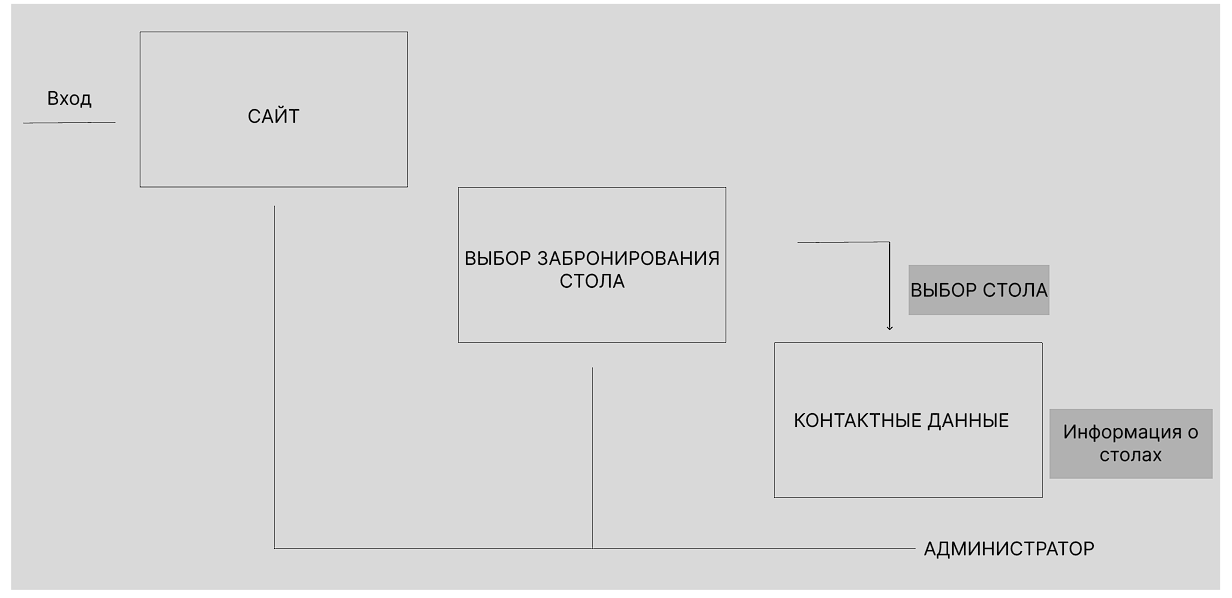 Вход
САЙТ
ВЫБОР ЗАБРОНИРОВАНИЯ
СТОЛА
ВЫБОР СТОЛА
КОНТАКТНЫЕ ДАННЫЕ
Информация о
столах
АДМИНИСТРАТОР